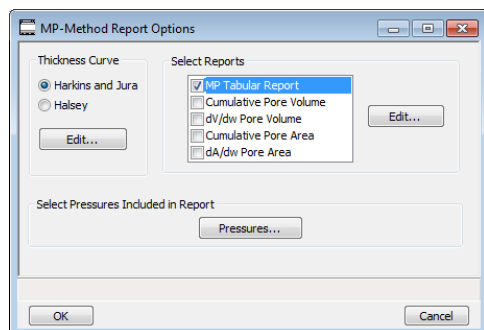 MP-Method Report Options
Thickness Curve
Harkins and Jura
Halsey
Edit...
Select Reports
MP Tabular Report
Cumulative Pore Volume
dV/dw Pore Volume
Cumulative Pore Area
dA/dw Pore Area
Edit...
Select Pressures Included in Report
Pressures...
OK
Cancel